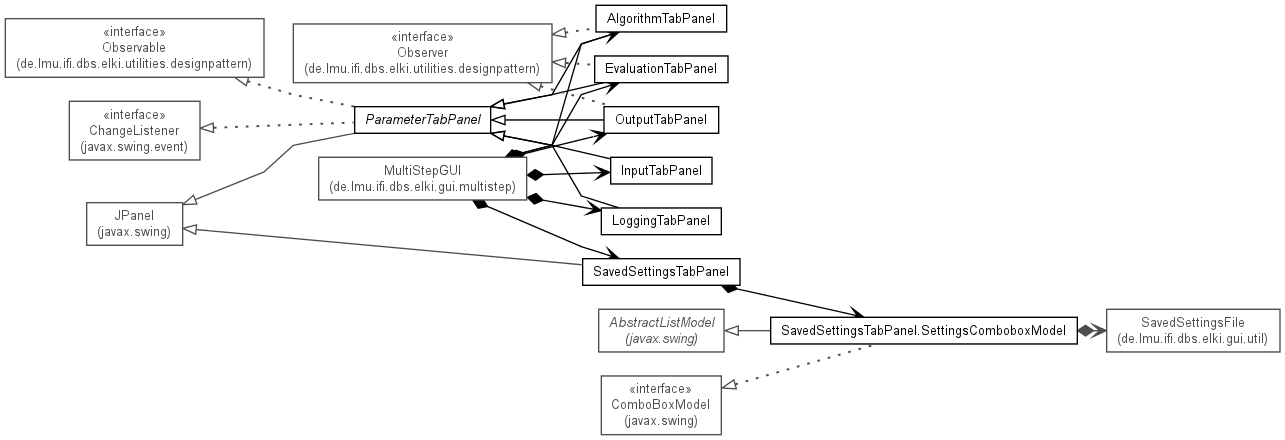 «interface»
Observable
(de.lmu.ifi.dbs.elki.utilities.designpattern)
«interface»
Observer
(de.lmu.ifi.dbs.elki.utilities.designpattern)
AlgorithmTabPanel
EvaluationTabPanel
«interface»
ChangeListener
(javax.swing.event)
ParameterTabPanel
OutputTabPanel
MultiStepGUI
(de.lmu.ifi.dbs.elki.gui.multistep)
InputTabPanel
JPanel
(javax.swing)
LoggingTabPanel
SavedSettingsTabPanel
AbstractListModel
(javax.swing)
SavedSettingsTabPanel.SettingsComboboxModel
SavedSettingsFile
(de.lmu.ifi.dbs.elki.gui.util)
«interface»
ComboBoxModel
(javax.swing)